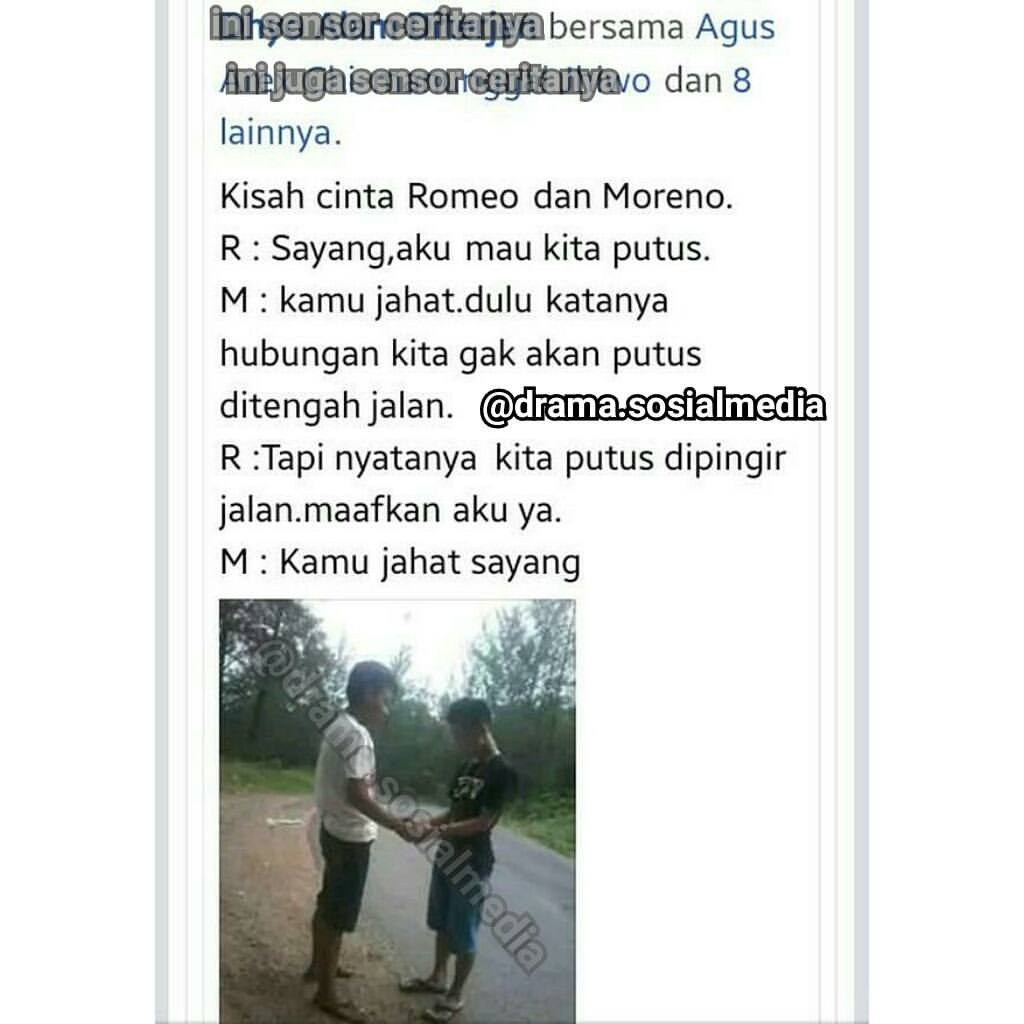 ini sensor ceritanya bersama Agus
ini juga sensor ceritanya dan 8
lainnya.
Kisah cinta Romeo dan Moreno.
R : Sayang,aku mau kita putus.
M : kamu jahat.dulu katanya
hubungan kita gak akan putus
ditengah jalan. @drama.sosialmedia
R :Tapi nyatanya kita putus dipingir
jalan.maafkan aku ya.
M : Kamu jahat sayang
@drama.sosialmedia